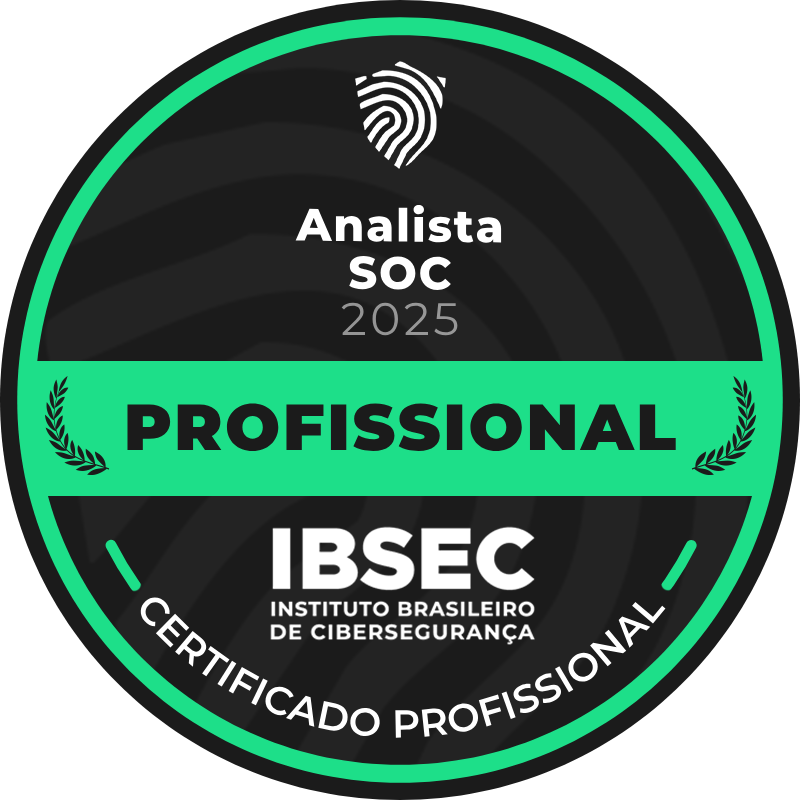 Analista
SOC
2025
PROFISSIONAL
IBSEC
INSTITUTO BRASILEIRO
DE CIBERSEGURANÇA
CERTIFICADO PROFISSIONAL